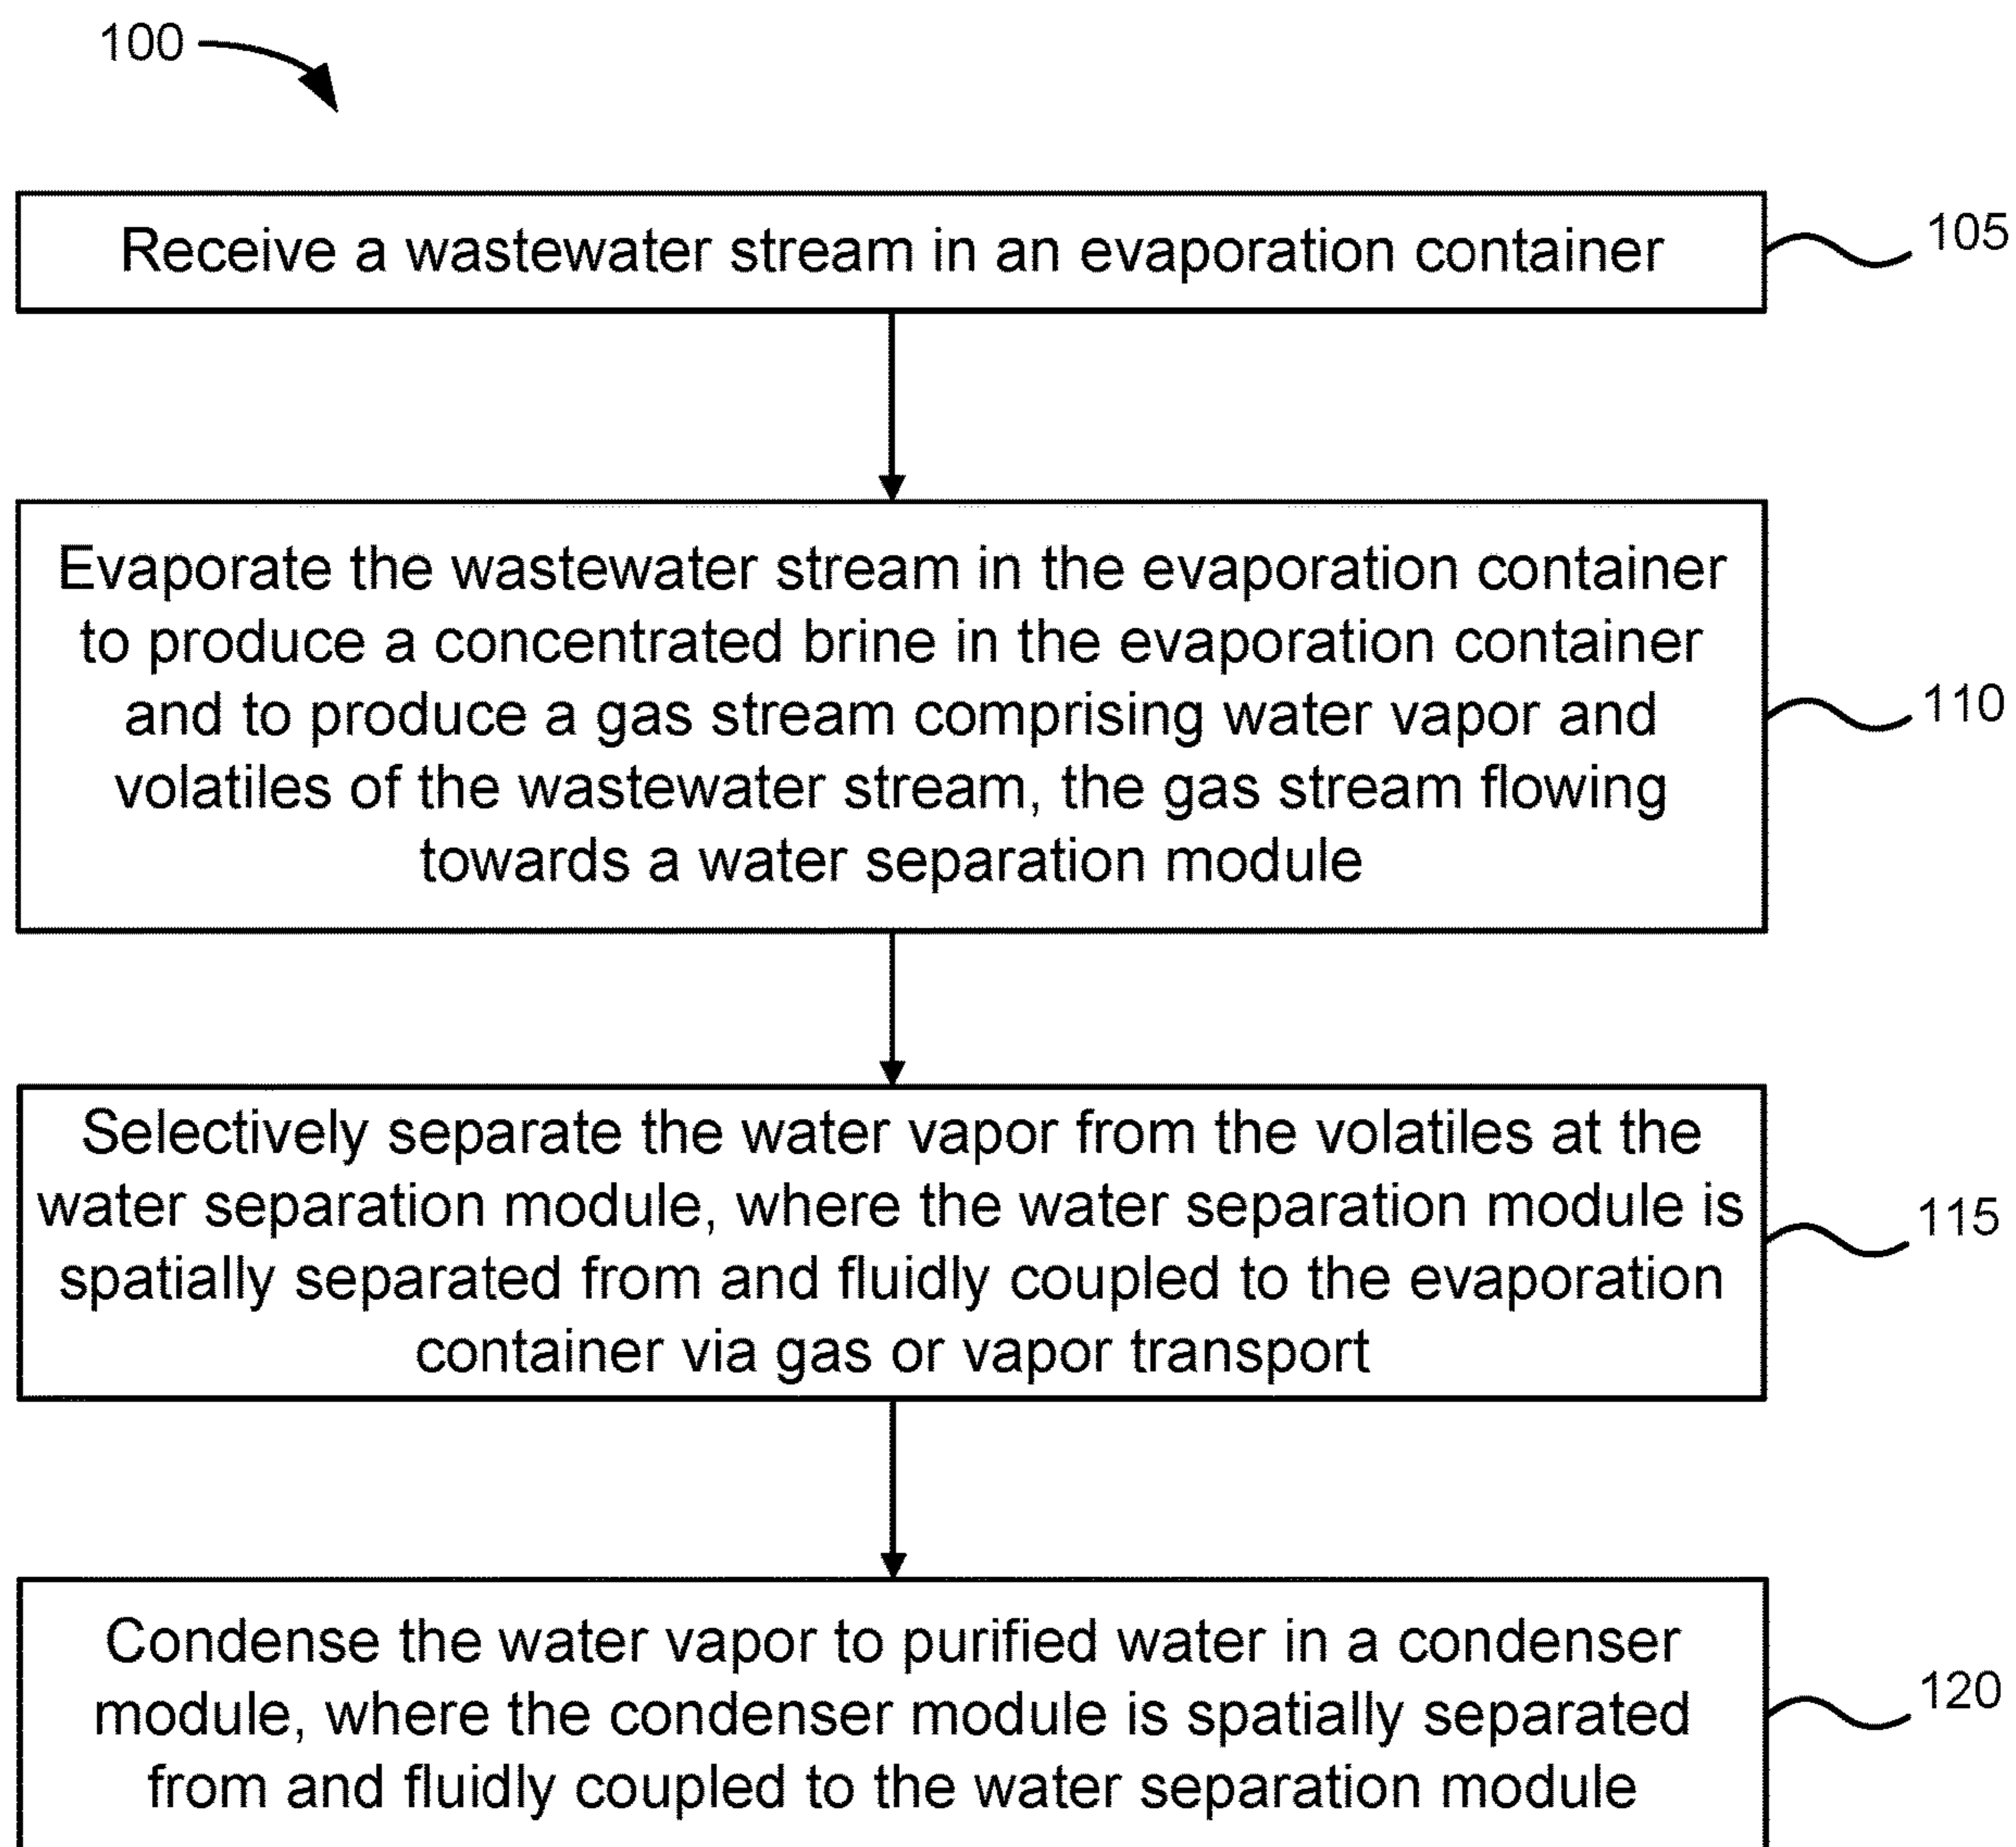 100
Receive a wastewater stream in an evaporation container
105
Evaporate the wastewater stream in the evaporation container
to produce a concentrated brine in the evaporation container
and to produce a gas stream comprising water vapor and
volatiles of the wastewater stream, the gas stream flowing
towards a water separation module
110
Selectively separate the water vapor from the volatiles at the
water separation module, where the water separation module is
spatially separated from and fluidly coupled to the evaporation
container via gas or vapor transport
115
Condense the water vapor to purified water in a condenser
module, where the condenser module is spatially separated
from and fluidly coupled to the water separation module
120